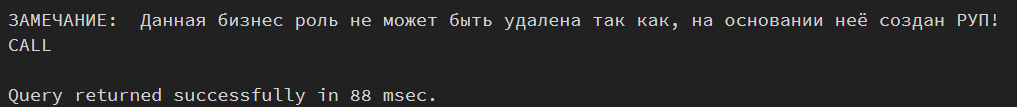 ЗАМЕЧАНИЕ:  Данная бизнес роль не может быть удалена так как, на основании неё создан РУП!
CALL
Query returned successfully in 88 msec.